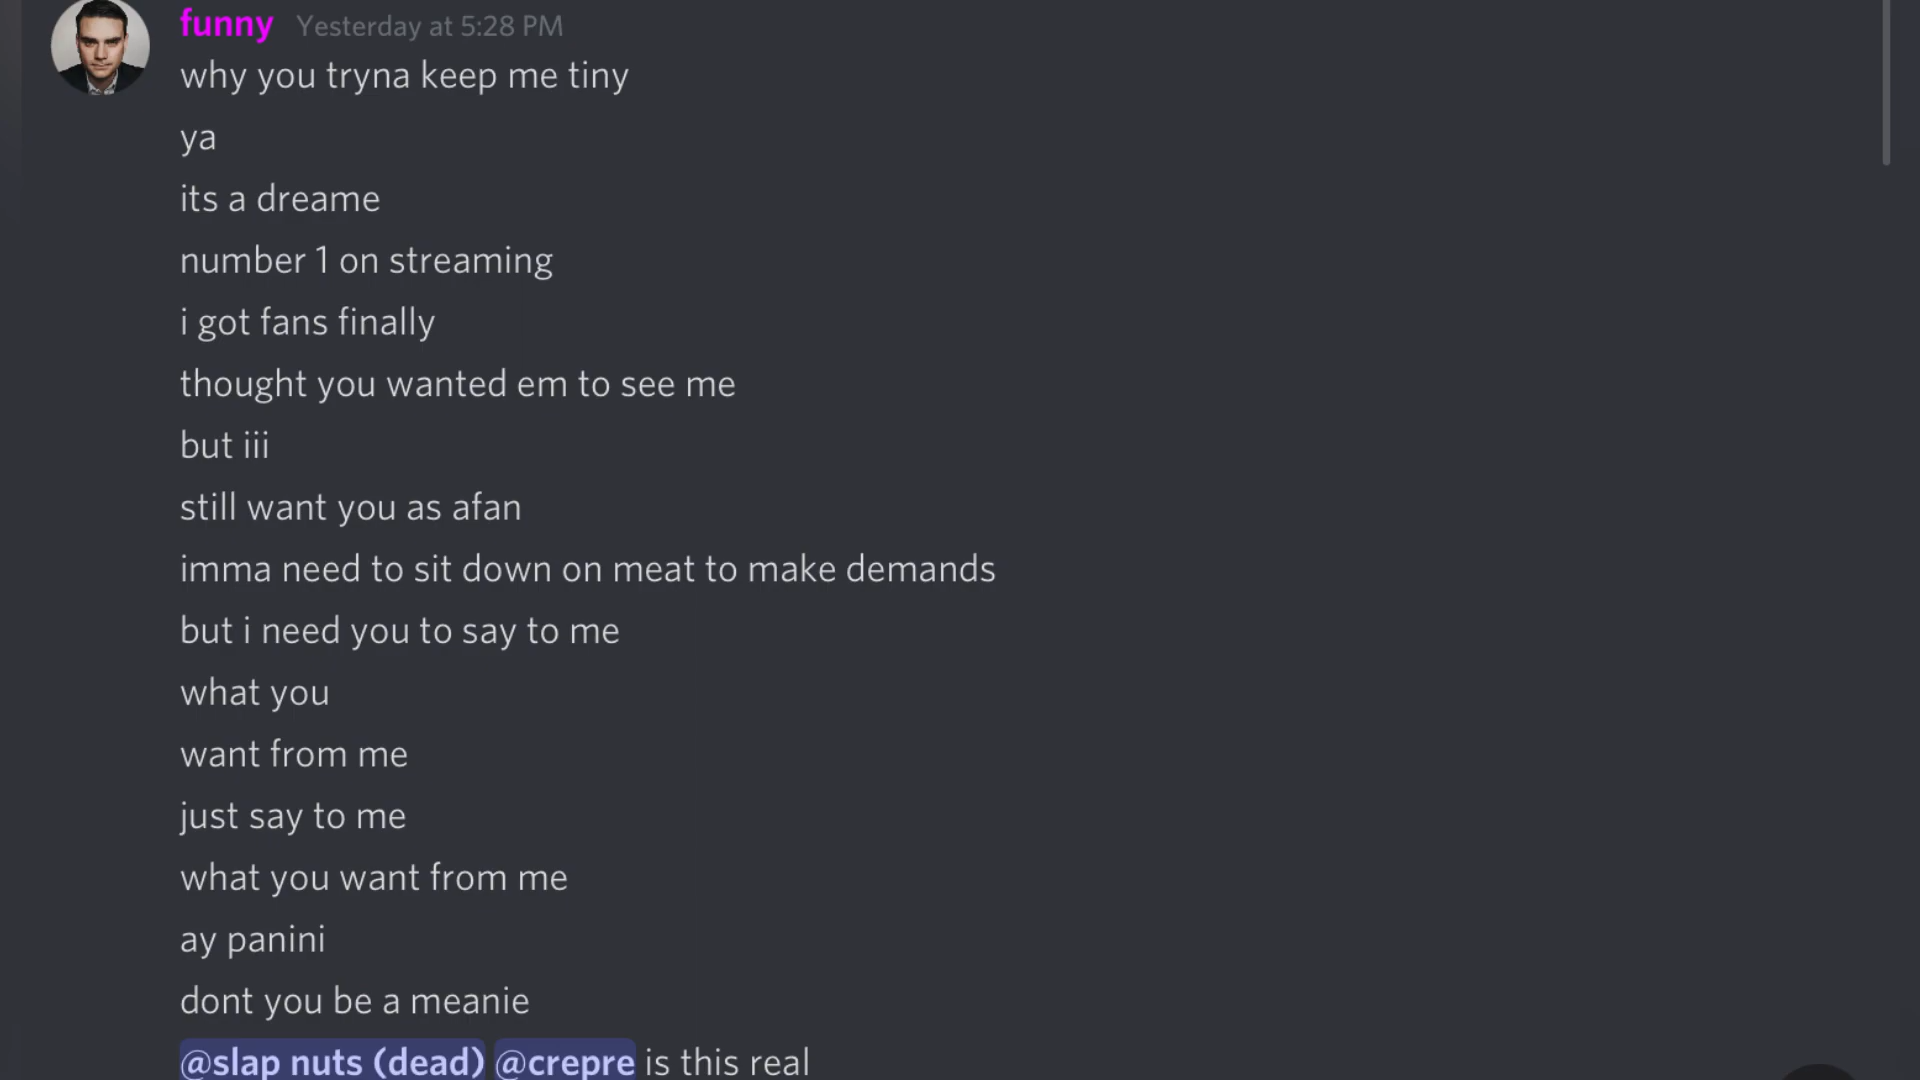 funny Yesterday at 5:28 PM
why you tryna keep me tiny
ya
its a dreame
number 1 on streaming
i got fans finally
thought you wanted em to see me
but iii
still want you as afan
imma need to sit down on meat to make demands
but i need you to say to me
what you
want from me
just say to me
what you want from me
ay panini
dont you be a meanie
@slap nuts (dead) @crepre is this real